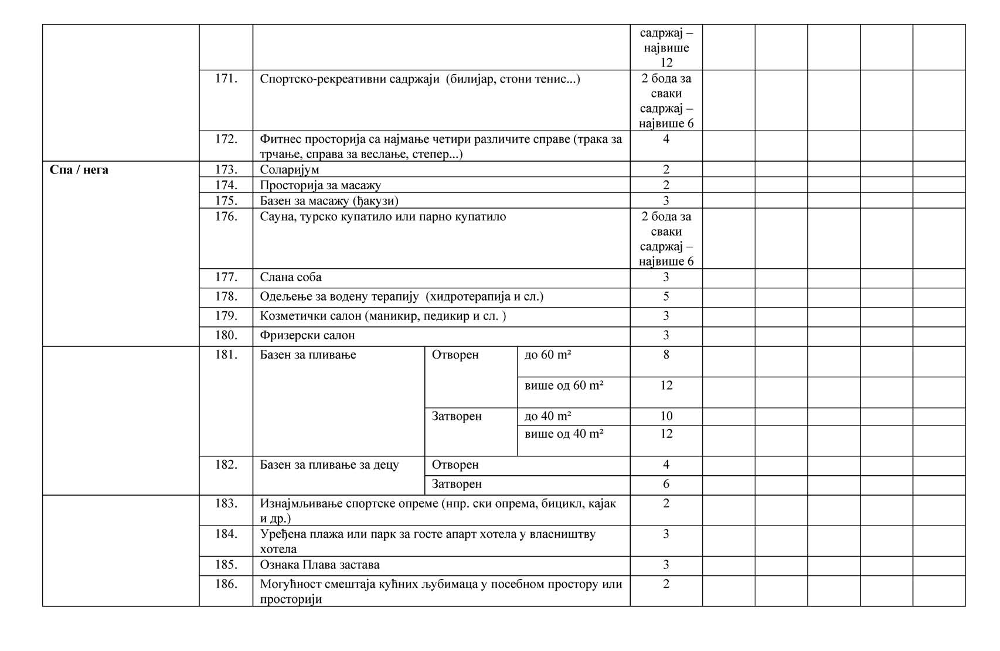 садржај –
највише
12
171.
Спортско-рекреативни садржаји  (билијар, стони тенис...)
2 бода за
сваки
садржај –
највише 6
172.
Фитнес просторија са најмање четири различите справе (трака за
трчање, справа за веслање, степер...)
4
Спа / нега
173.
Соларијум
2
174.
Просторија за масажу
2
175.
Базен за масажу (ђакузи)
3
176.
Сауна, турско купатило или парно купатило
2 бода за
сваки
садржај –
највише 6
177.
Слана соба
3
178.
Одељење за водену терапију  (хидротерапија и сл.)
5
179.
Козметички салон (маникир, педикир и сл. )
3
180.
Фризерски салон
3
181.
Базен за пливање
Отворен
до 60 m²
8
више од 60 m²
12
Затворен
до 40 m²
10
више од 40 m²
12
182.
Базен за пливање за децу
Отворен
4
Затворен
6
183.
Изнајмљивање спортске опреме (нпр. ски опрема, бицикл, кајак
и др.)
2
184.
Уређена плажа или парк за госте апарт хотела у власништву
хотела
3
185.
Ознака Плава застава
3
186.
Могућност смештаја кућних љубимаца у посебном простору или
просторији
2